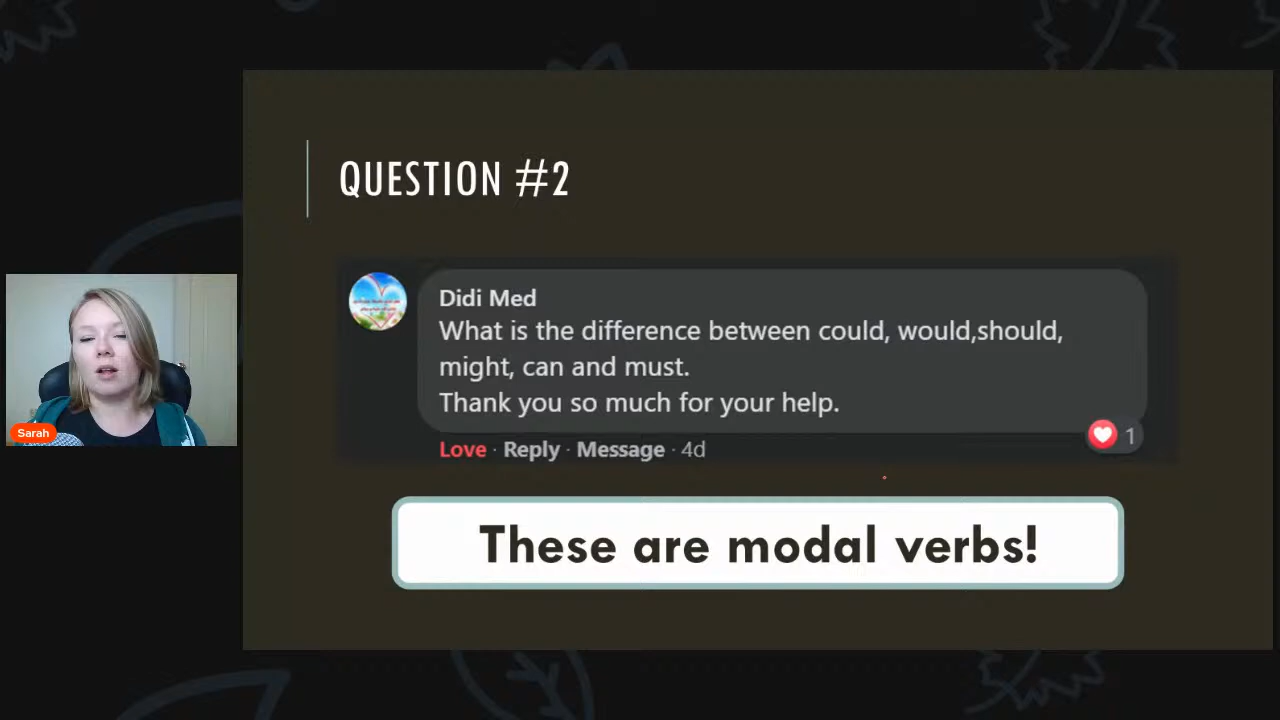 QUESTION #2
Didi Med
What is the difference between could, would,should,
might, can and must.
Thank you so much for your help.
Love · Reply · Message · 4d
1
These are modal verbs!
Sarah